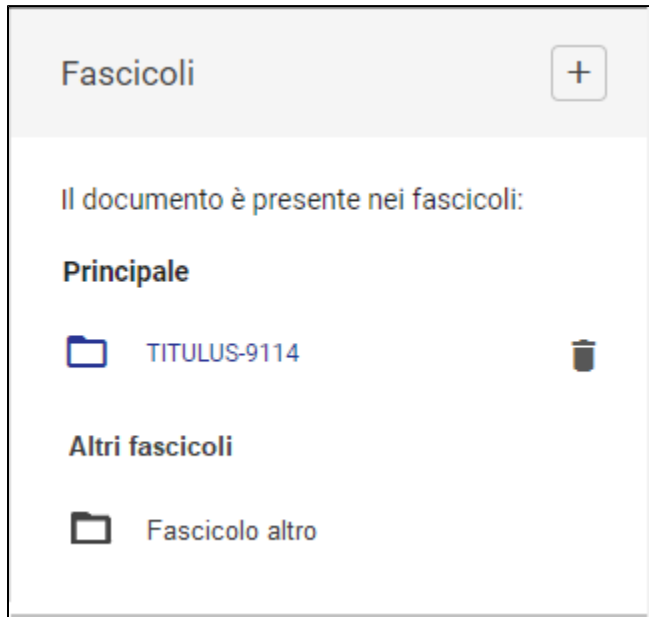 Fascicoli
Il documento è presente nei fascicoli:
Principale
TITULUS-9114
Altri fascicoli
Fascicolo altro